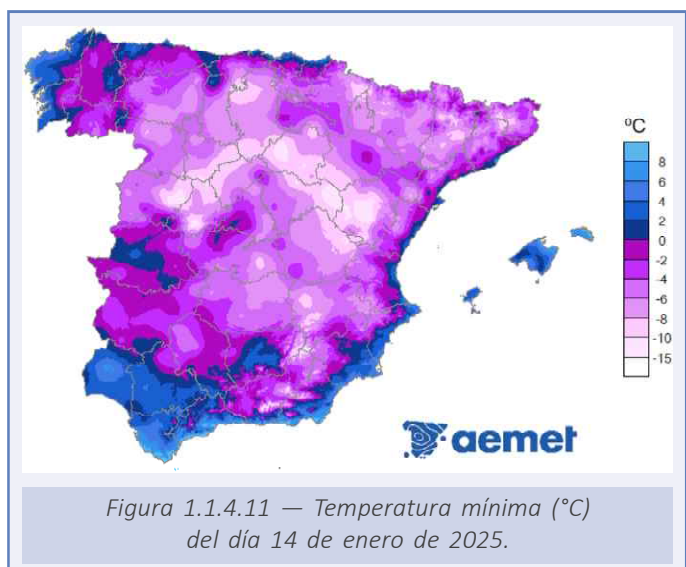 ºC
8
6
4
2
0
-2
-4
-6
-8
-10
-15
aemet
Figura 1.1.4.11 — Temperatura mínima (°C)
del día 14 de enero de 2025.